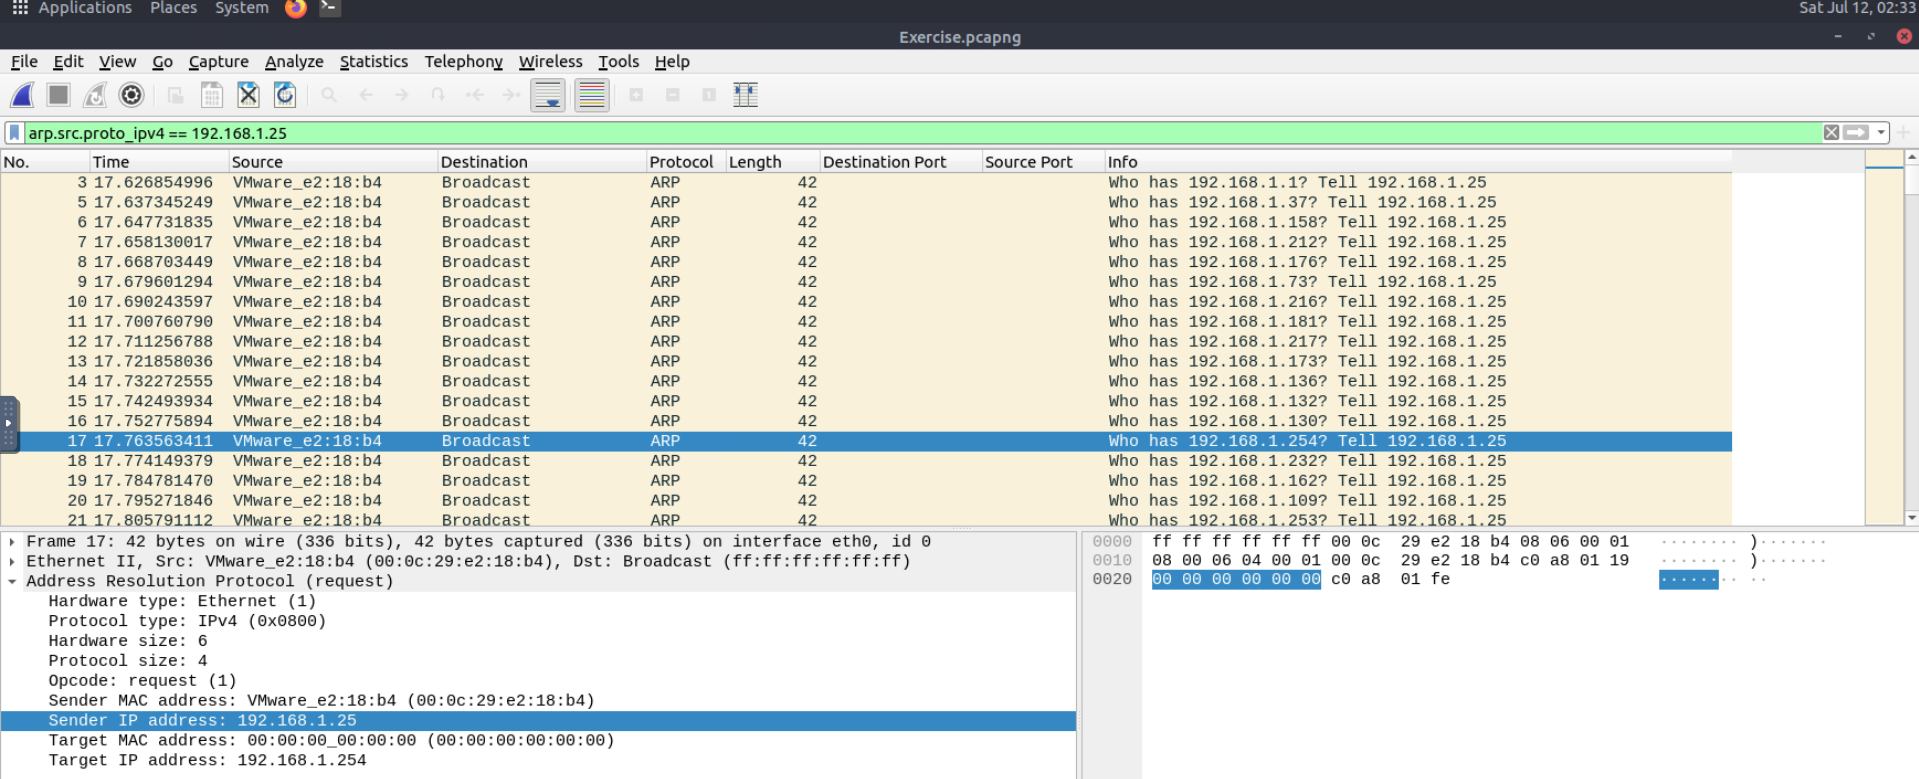 Applications Places System Sat Jul 12, 02:33
Exercise.pcapng
File Edit View Go Capture Analyze Statistics Telephony Wireless Tools Help
arp.src.proto_ipv4 == 192.168.1.25
No. Time Source Destination Protocol Length Destination Port Source Port Info
3 17.626854996 VMware_e2:18:b4 Broadcast ARP 42 Who has 192.168.1.1? Tell 192.168.1.25
5 17.637345249 VMware_e2:18:b4 Broadcast ARP 42 Who has 192.168.1.37? Tell 192.168.1.25
6 17.647731835 VMware_e2:18:b4 Broadcast ARP 42 Who has 192.168.1.158? Tell 192.168.1.25
7 17.658130017 VMware_e2:18:b4 Broadcast ARP 42 Who has 192.168.1.212? Tell 192.168.1.25
8 17.668703449 VMware_e2:18:b4 Broadcast ARP 42 Who has 192.168.1.176? Tell 192.168.1.25
9 17.679601294 VMware_e2:18:b4 Broadcast ARP 42 Who has 192.168.1.73? Tell 192.168.1.25
10 17.690243597 VMware_e2:18:b4 Broadcast ARP 42 Who has 192.168.1.216? Tell 192.168.1.25
11 17.700760790 VMware_e2:18:b4 Broadcast ARP 42 Who has 192.168.1.181? Tell 192.168.1.25
12 17.711256788 VMware_e2:18:b4 Broadcast ARP 42 Who has 192.168.1.217? Tell 192.168.1.25
13 17.721858036 VMware_e2:18:b4 Broadcast ARP 42 Who has 192.168.1.173? Tell 192.168.1.25
14 17.732272555 VMware_e2:18:b4 Broadcast ARP 42 Who has 192.168.1.136? Tell 192.168.1.25
15 17.742493934 VMware_e2:18:b4 Broadcast ARP 42 Who has 192.168.1.132? Tell 192.168.1.25
16 17.752775894 VMware_e2:18:b4 Broadcast ARP 42 Who has 192.168.1.130? Tell 192.168.1.25
17 17.763563411 VMware_e2:18:b4 Broadcast ARP 42 Who has 192.168.1.254? Tell 192.168.1.25
18 17.774149379 VMware_e2:18:b4 Broadcast ARP 42 Who has 192.168.1.232? Tell 192.168.1.25
19 17.784781470 VMware_e2:18:b4 Broadcast ARP 42 Who has 192.168.1.162? Tell 192.168.1.25
20 17.795271846 VMware_e2:18:b4 Broadcast ARP 42 Who has 192.168.1.109? Tell 192.168.1.25
21 17.805791112 VMware_e2:18:b4 Broadcast ARP 42 Who has 192.168.1.253? Tell 192.168.1.25
Frame 17: 42 bytes on wire (336 bits), 42 bytes captured (336 bits) on interface eth0, id 0
Ethernet II, Src: VMware_e2:18:b4 (00:0c:29:e2:18:b4), Dst: Broadcast (ff:ff:ff:ff:ff:ff)
Address Resolution Protocol (request)
Hardware type: Ethernet (1)
Protocol type: IPv4 (0x0800)
Hardware size: 6
Protocol size: 4
Opcode: request (1)
Sender MAC address: VMware_e2:18:b4 (00:0c:29:e2:18:b4)
Sender IP address: 192.168.1.25
Target MAC address: 00:00:00_00:00:00 (00:00:00:00:00:00)
Target IP address: 192.168.1.254
0000 ff ff ff ff ff ff 00 0c 29 e2 18 b4 08 06 00 01 ········ )·······
0010 08 00 06 04 00 01 00 0c 29 e2 18 b4 c0 a8 01 19 ········ )·······
0020 00 00 00 00 00 00 c0 a8 01 fe ········ ··